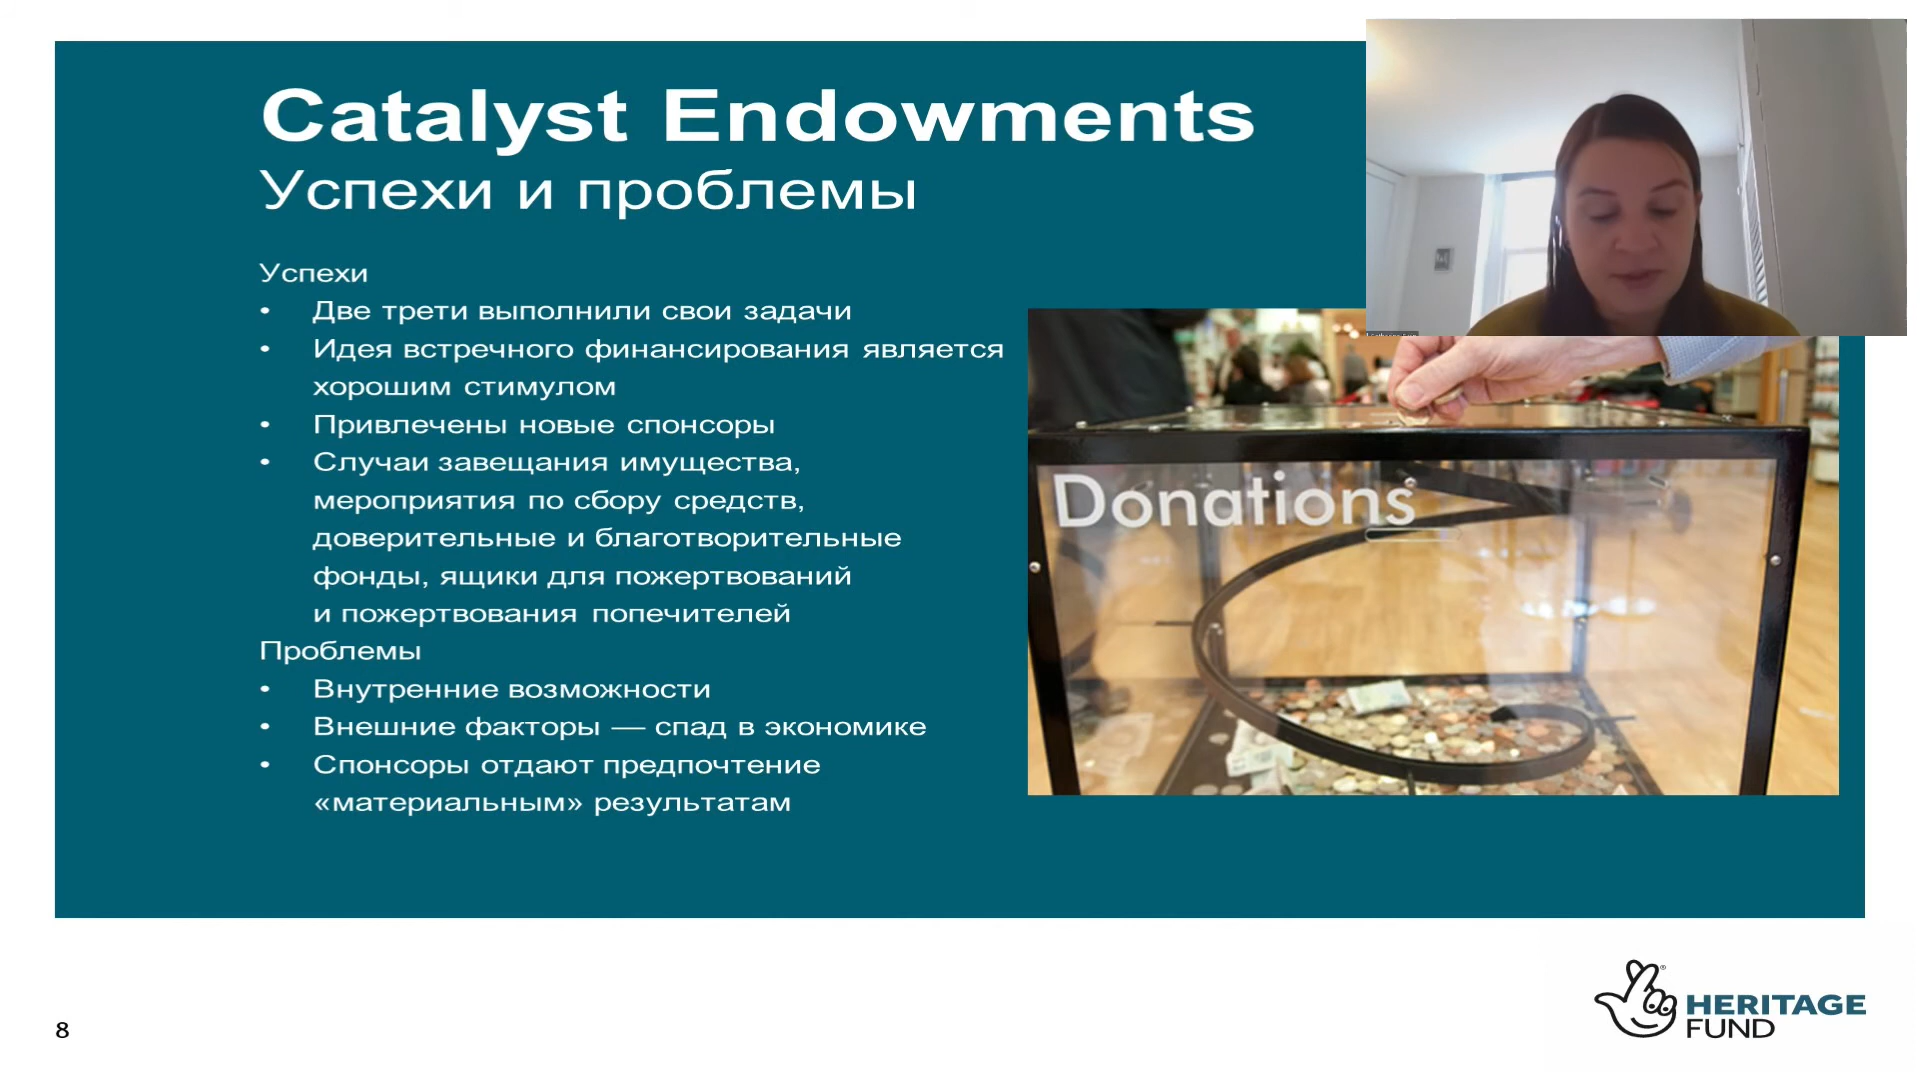 Catalyst Endowments
Успехи и проблемы
Успехи
• Две трети выполнили свои задачи
• Идея встречного финансирования является
хорошим стимулом
• Привлечены новые спонсоры
• Случаи завещания имущества,
мероприятия по сбору средств,
доверительные и благотворительные
фонды, ящики для пожертвований
и пожертвования попечителей
Проблемы
• Внутренние возможности
• Внешние факторы — спад в экономике
• Спонсоры отдают предпочтение
«материальным» результатам
Donations
8
HERITAGE
FUND